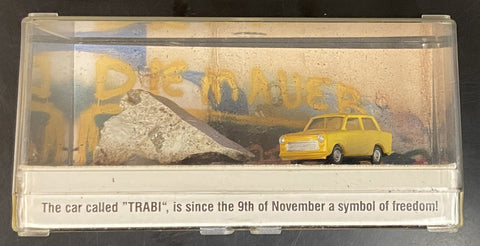 DIE MAUER
The car called "TRABI“, is since the 9th of November a symbol of freedom!